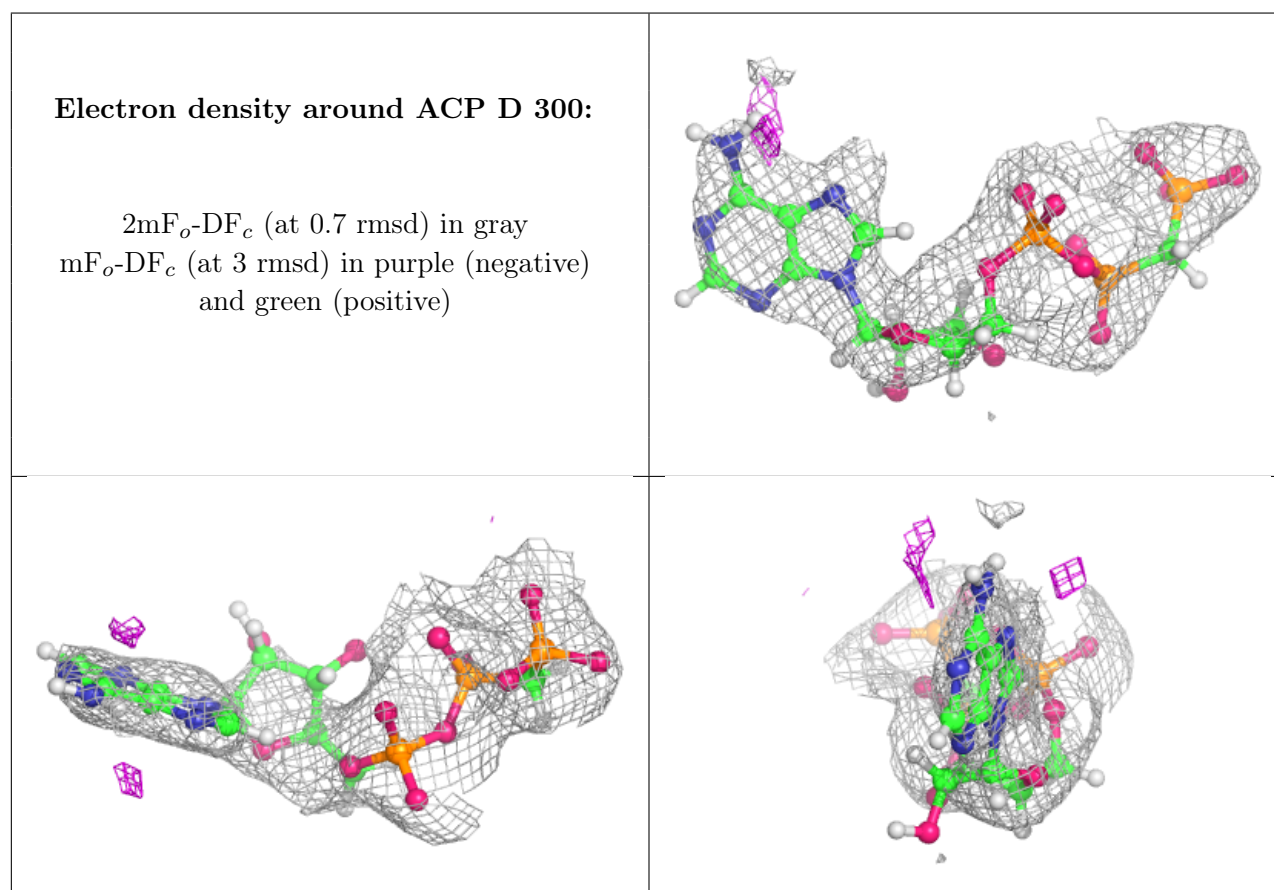 Electron density around ACP D 300:
2mFo-DFc (at 0.7 rmsd) in gray
mFo-DFc (at 3 rmsd) in purple (negative)
and green (positive)